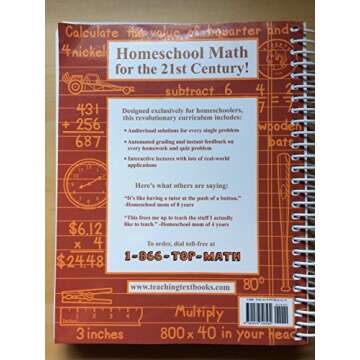 Calculate the value of
quarter and
4 nickels
Homeschool Math
for the 21st Century!
subtract 6
2
431
+ 256
687
Designed exclusively for homeschoolers,
this revolutionary curriculum includes:
• Audiovisual solutions for every single problem
• Automated grading and instant feedback on
every homework and quiz problem
• Interactive lectures with lots of real-world
applications
wooden
bat
Here's what others are saying:
"It's like having a tutor at the push of a button."
-Homeschool mom of 8 years
"This frees me up to teach the stuff I actually
like to teach." -Homeschool mom of 4 years
$6.12
x 4
$24.48
To order, dial toll-free at
1-866-TOP-MATH
www.teachingtextbooks.com
80°
Multiply
3 inches
800 x 40 in your head